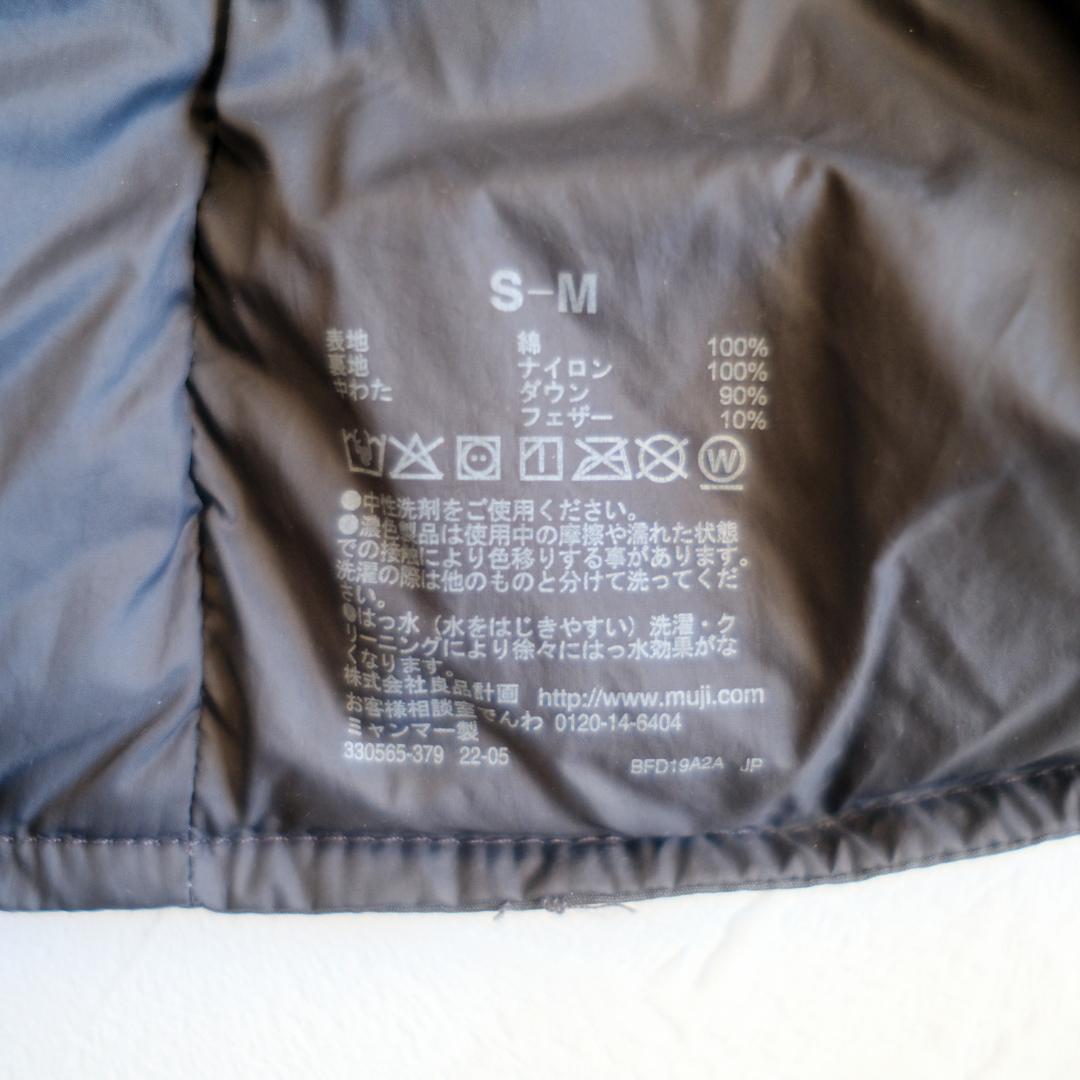 S-M
表地 綿 100%
裏地 ナイロン 100%
中わた ダウン 90%
フェザー 10%
W
●中性洗剤をご使用ください。
●濃色製品は使用中の摩擦や濡れた状態
での接触により色移りする事があります。
洗濯の際は他のものと分けて洗ってくだ
さい。
●はっ水（水をはじきやすい）洗濯・ク
リーニングにより徐々にはっ水効果がな
くなります。
株式会社良品計画 http://www.muji.com
お客様相談室でんわ 0120-14-6404
ミャンマー製
330565-379 22-05 BFD19A2A JP